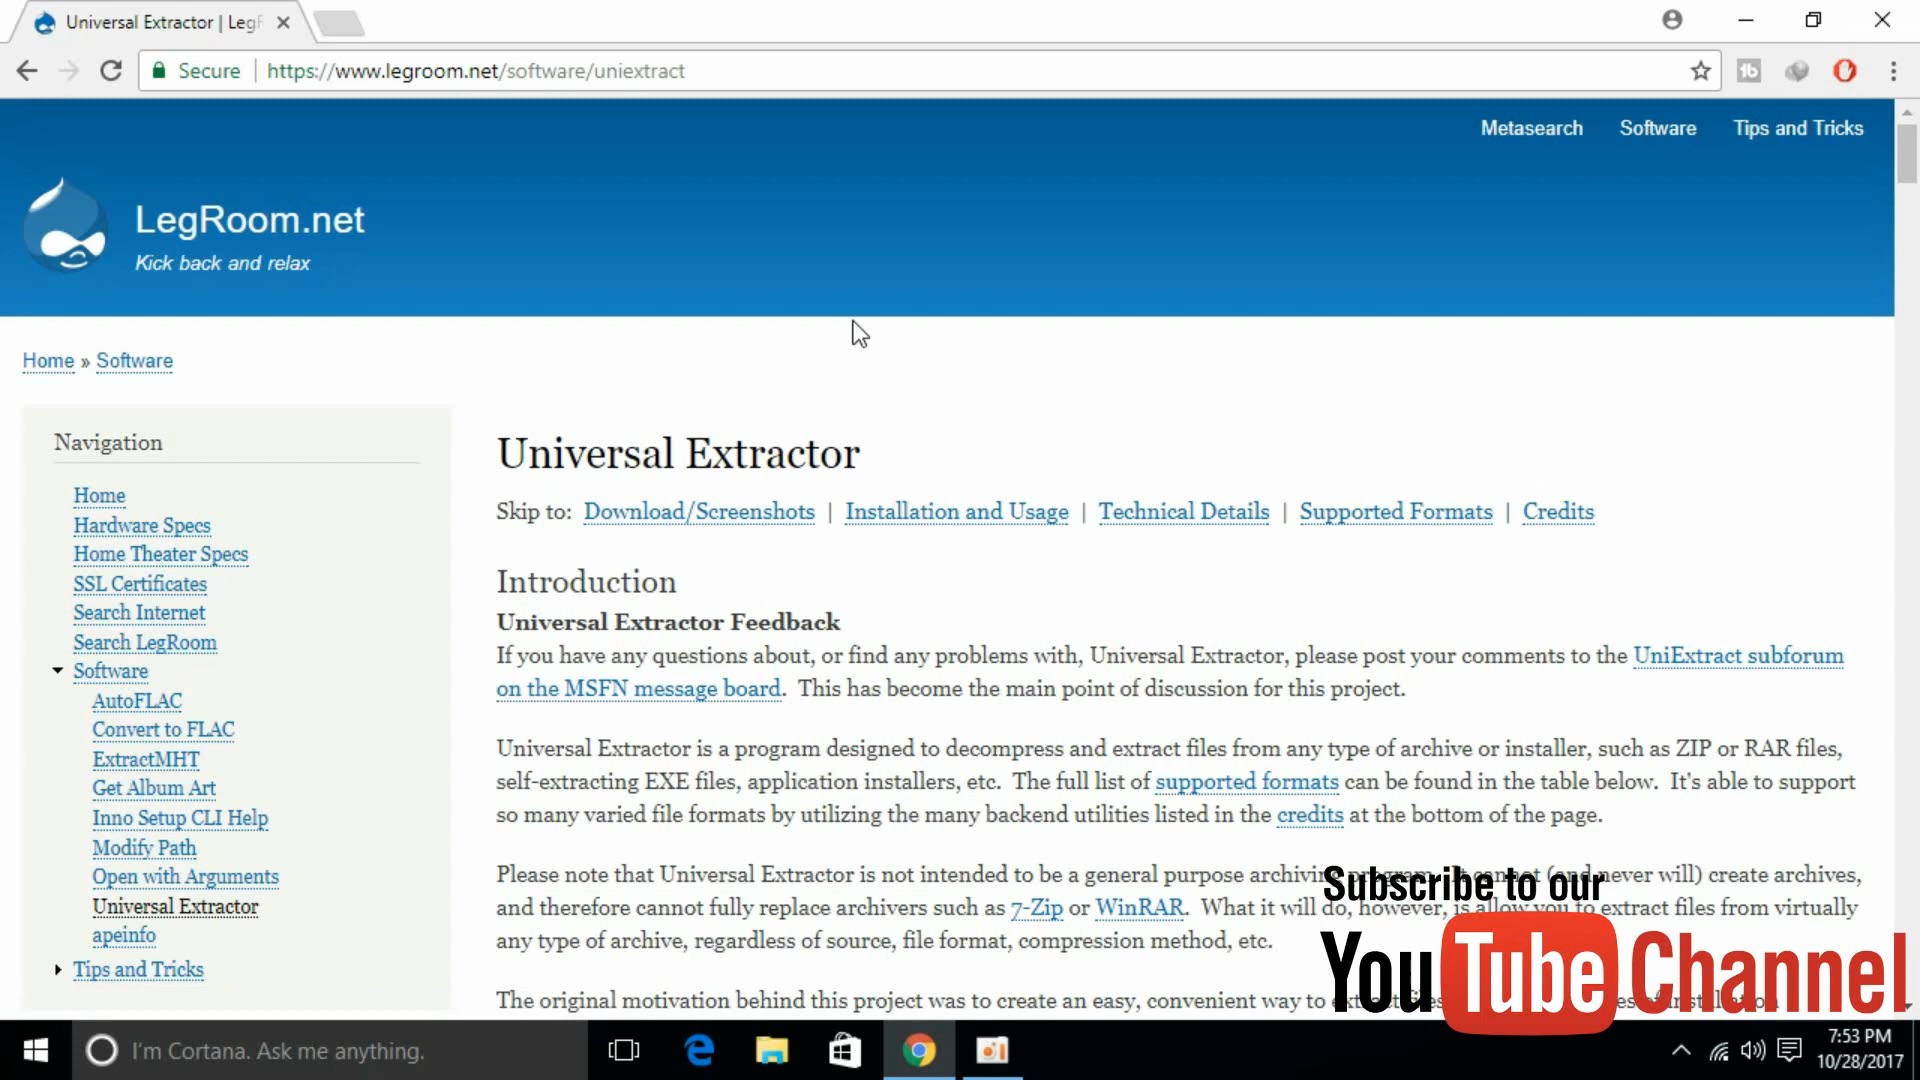 Universal Extractor | Leg
Secure
https://www.legroom.net/software/uniextract
Metasearch
Software
Tips and Tricks
LegRoom.net
Kick back and relax
Home » Software
Navigation
Home
Hardware Specs
Home Theater Specs
SSL Certificates
Search Internet
Search LegRoom
Software
AutoFLAC
Convert to FLAC
ExtractMHT
Get Album Art
Inno Setup CLI Help
Modify Path
Open with Arguments
Universal Extractor
apeinfo
Tips and Tricks
Universal Extractor
Skip to: Download/Screenshots | Installation and Usage | Technical Details | Supported Formats | Credits
Introduction
Universal Extractor Feedback
If you have any questions about, or find any problems with, Universal Extractor, please post your comments to the UniExtract subforum
on the MSFN message board. This has become the main point of discussion for this project.
Universal Extractor is a program designed to decompress and extract files from any type of archive or installer, such as ZIP or RAR files,
self-extracting EXE files, application installers, etc. The full list of supported formats can be found in the table below. It's able to support
so many varied file formats by utilizing the many backend utilities listed in the credits at the bottom of the page.
Please note that Universal Extractor is not intended to be a general purpose archiving program. It cannot (and never will) create archives,
and therefore cannot fully replace archivers such as 7-Zip or WinRAR. What it will do, however, is allow you to extract files from virtually
any type of archive, regardless of source, file format, compression method, etc.
The original motivation behind this project was to create an easy, convenient way to extract files
Subscribe to our
YouTube Channel
I'm Cortana. Ask me anything.
7:53 PM
10/28/2017